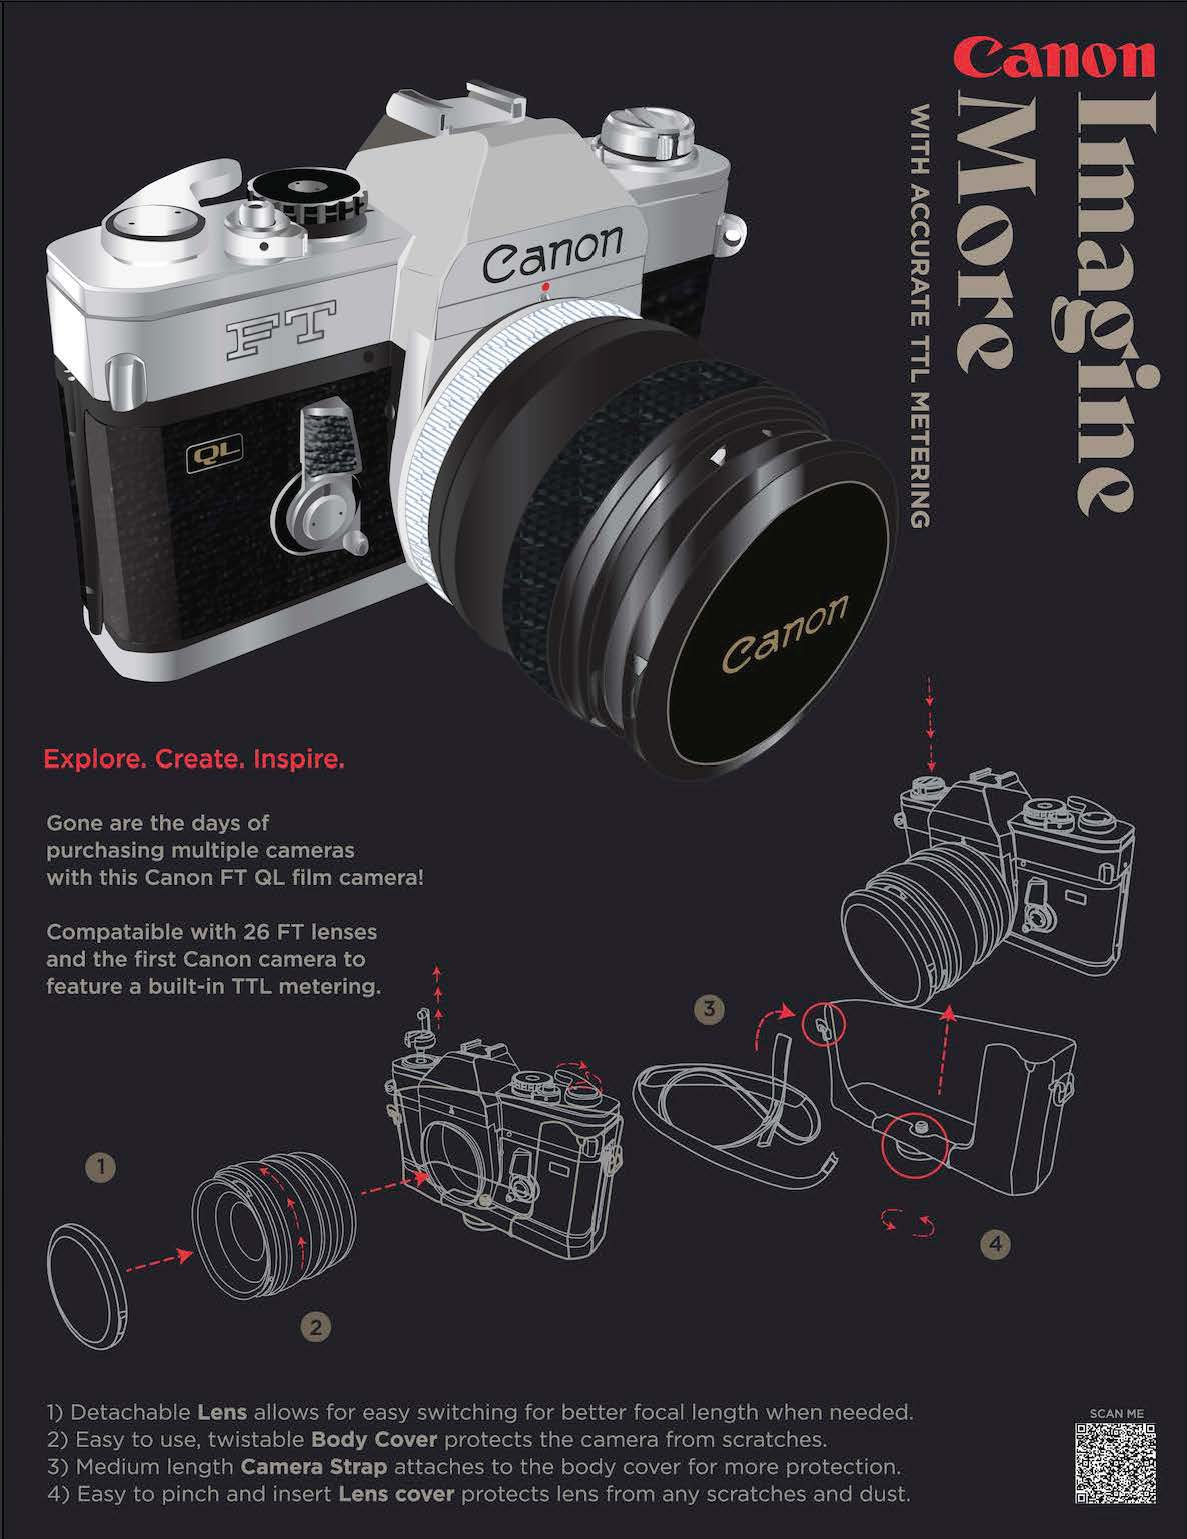 Canon
Imagine
More
WITH ACCURATE TTL METERING
Canon
FT
QL
Canon
Explore. Create. Inspire.
Gone are the days of
purchasing multiple cameras
with this Canon FT QL film camera!
Compataible with 26 FT lenses
and the first Canon camera to
feature a built-in TTL metering.
3
1
4
2
1) Detachable Lens allows for easy switching for better focal length when needed.
2) Easy to use, twistable Body Cover protects the camera from scratches.
3) Medium length Camera Strap attaches to the body cover for more protection.
4) Easy to pinch and insert Lens cover protects lens from any scratches and dust.
SCAN ME